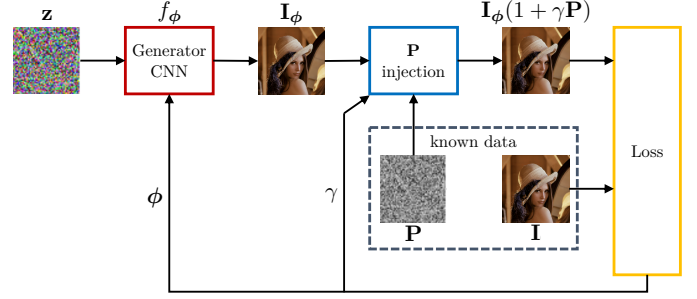 z
f_ϕ
I_ϕ
I_ϕ(1 + γP)
Generator
CNN
P
injection
known data
Loss
ϕ
γ
P
I